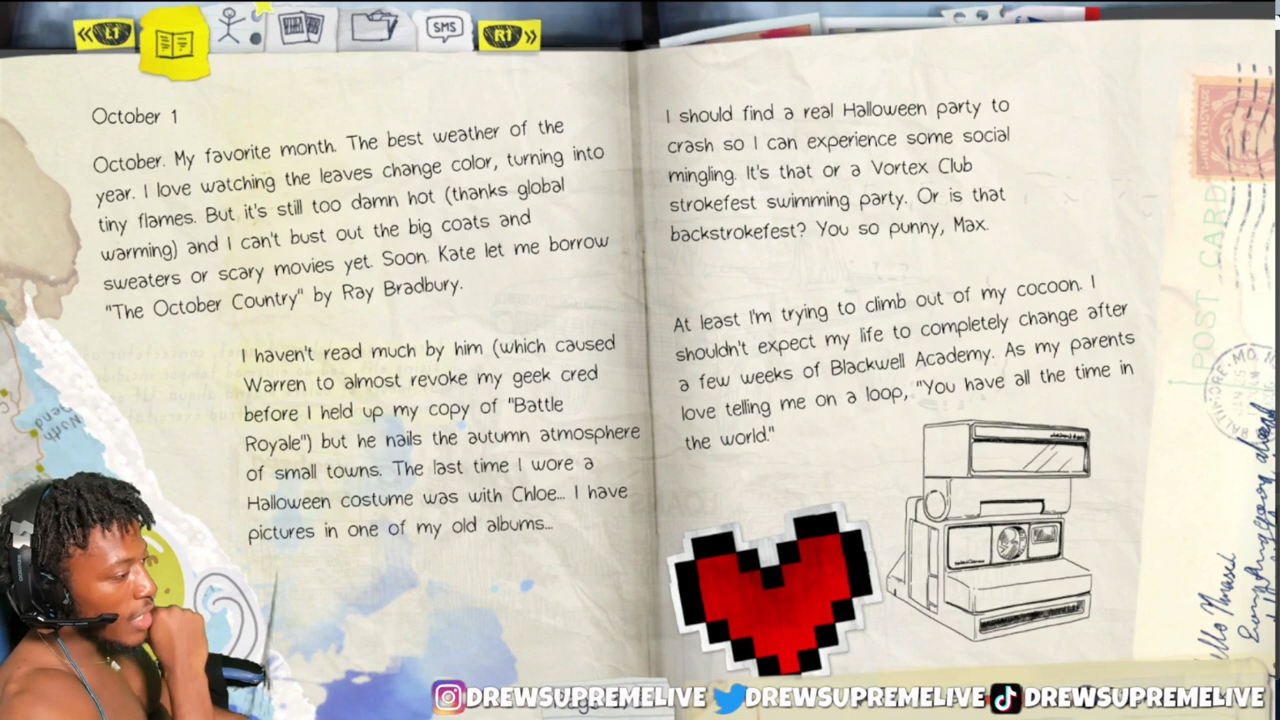 L1
SMS
R1
October 1
October. My favorite month. The best weather of the
year. I love watching the leaves change color, turning into
tiny flames. But it's still too damn hot (thanks global
warming) and I can't bust out the big coats and
sweaters or scary movies yet. Soon. Kate let me borrow
"The October Country" by Ray Bradbury.
I haven't read much by him (which caused
Warren to almost revoke my geek cred
before I held up my copy of "Battle
Royale") but he nails the autumn atmosphere
of small towns. The last time I wore a
Halloween costume was with Chloe... I have
pictures in one of my old albums...
I should find a real Halloween party to
crash so I can experience some social
mingling. It's that or a Vortex Club
strokefest swimming party. Or is that
backstrokefest? You so punny, Max.
At least I'm trying to climb out of my cocoon. I
shouldn't expect my life to completely change after
a few weeks of Blackwell Academy. As my parents
love telling me on a loop, "You have all the time in
the world."
POST CARD
DREWSUPREMELIVE
DREWSUPREMELIVE
DREWSUPREMELIVE